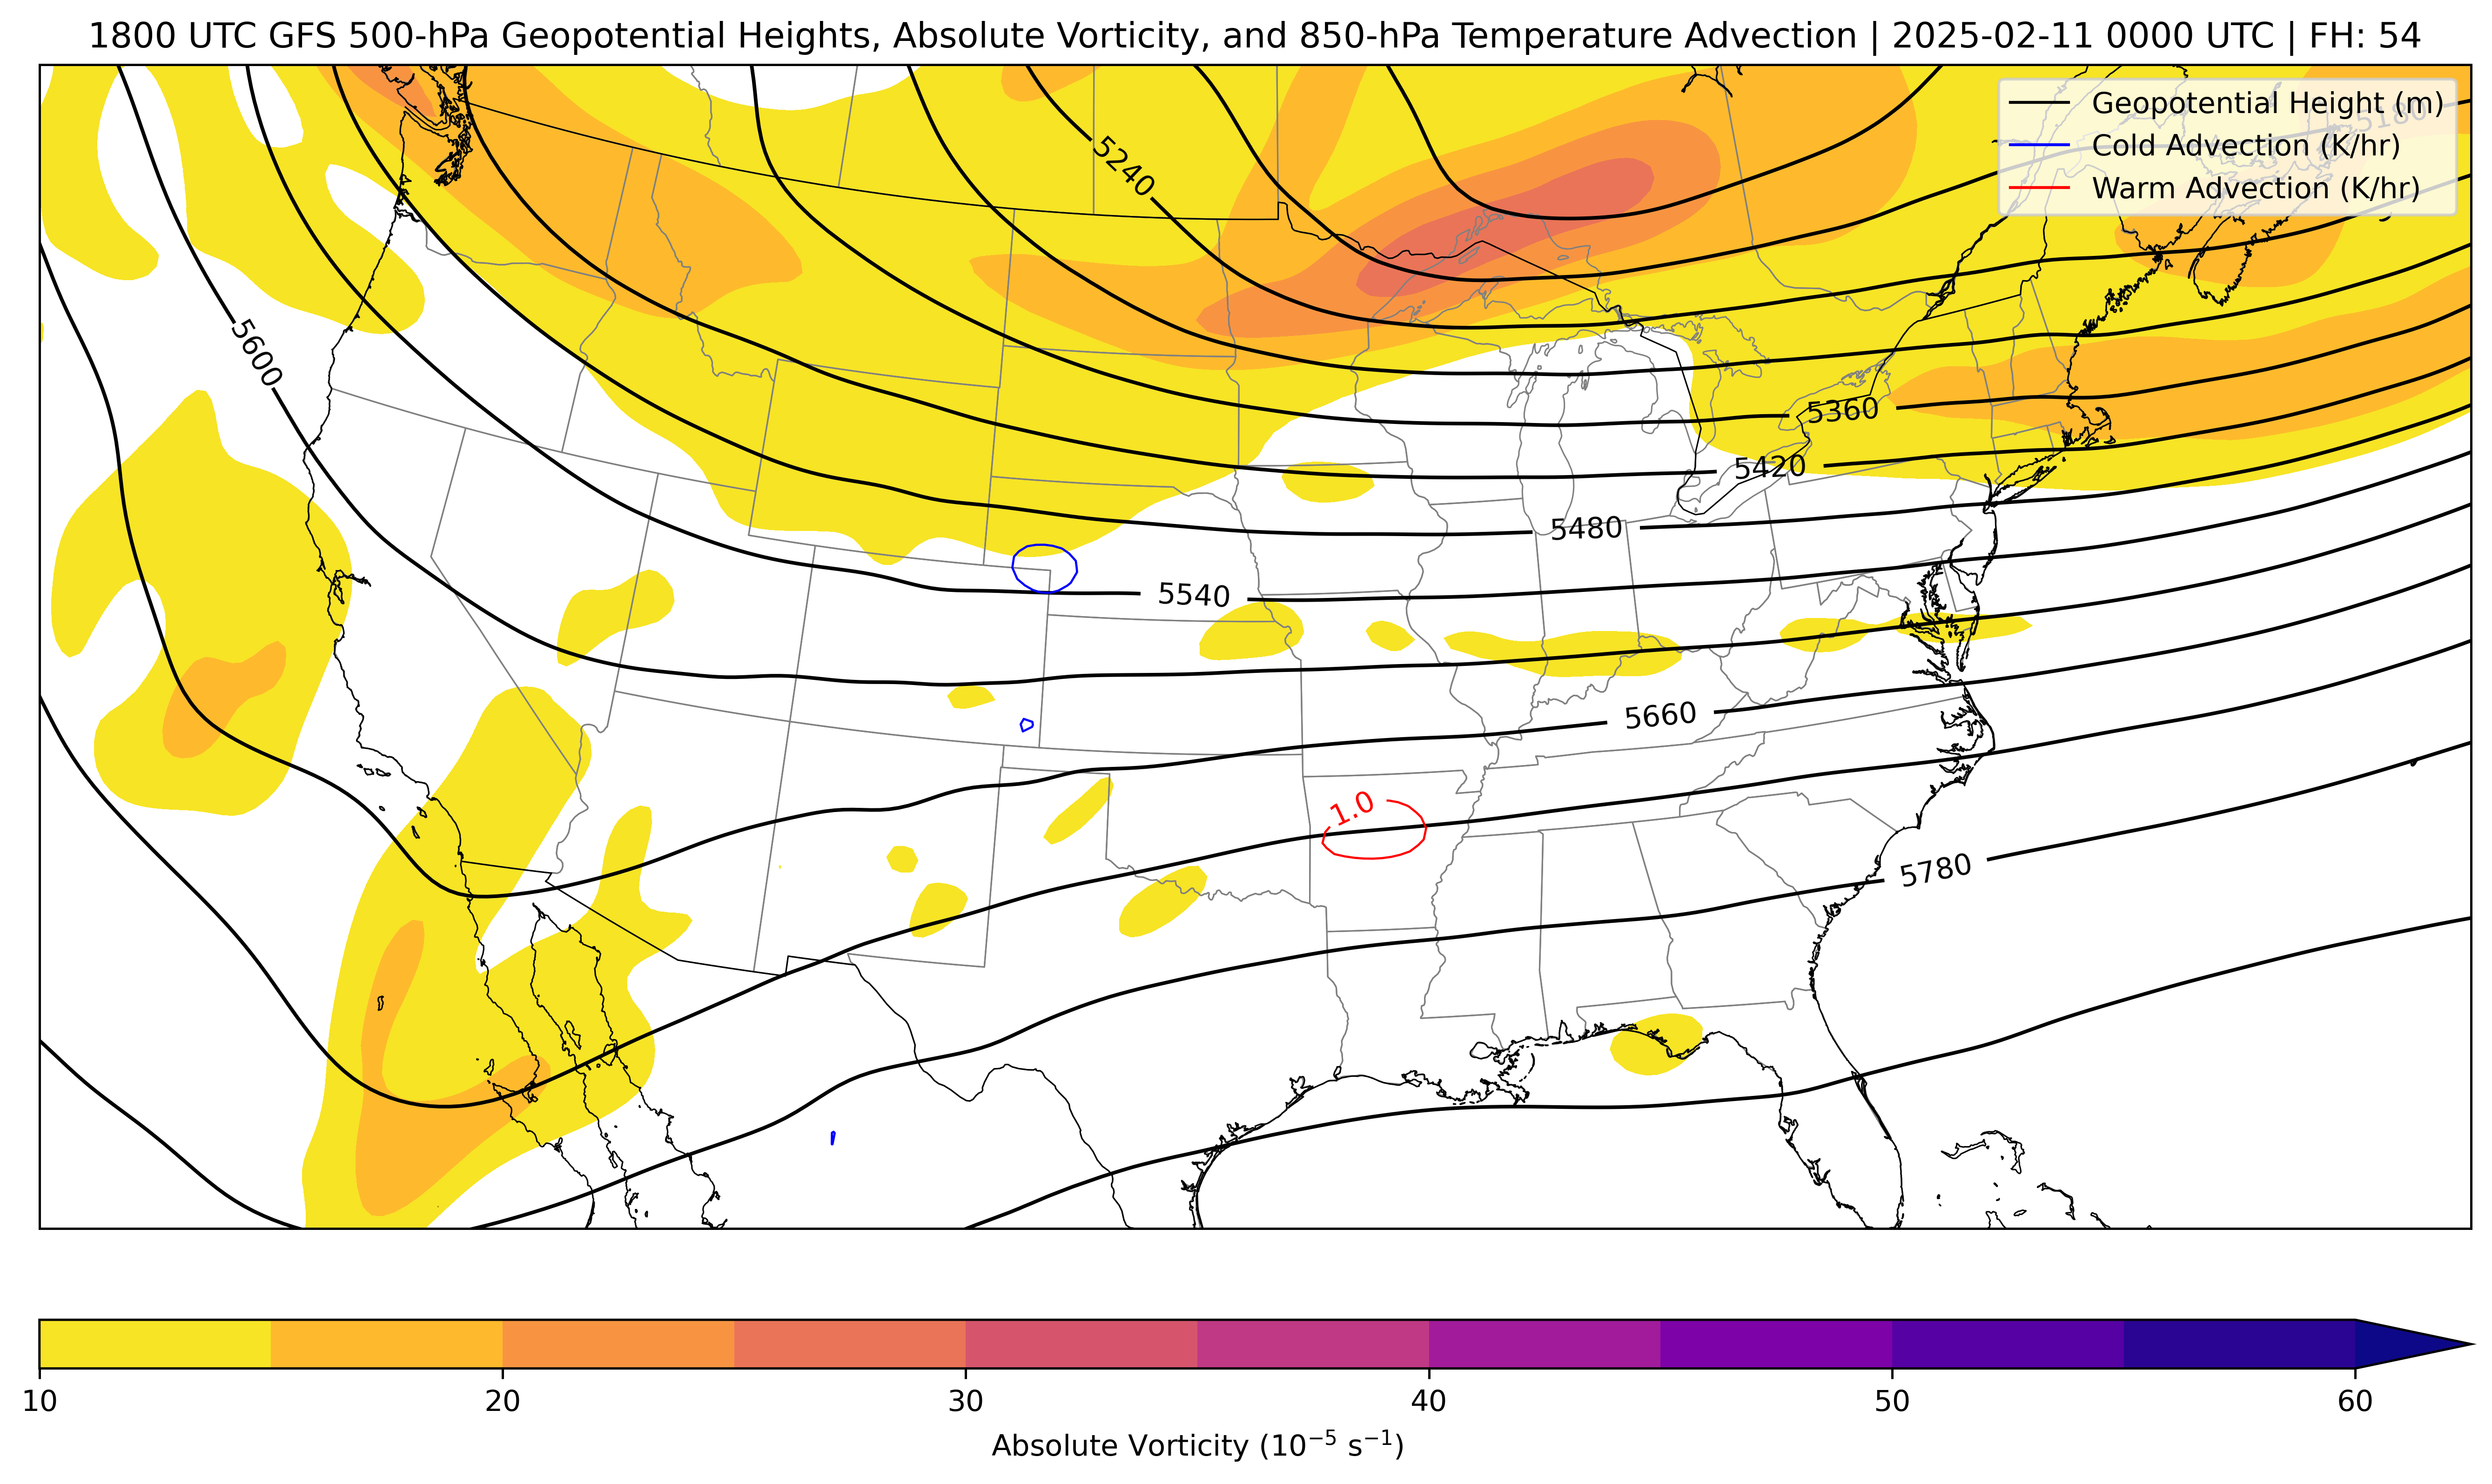 1800 UTC GFS 500-hPa Geopotential Heights, Absolute Vorticity, and 850-hPa Temperature Advection | 2025-02-11 0000 UTC | FH: 54
Geopotential Height (m)
Cold Advection (K/hr)
Warm Advection (K/hr)
5180
5240
5600
5360
5420
5480
5540
5660
1.0
5780
10 20 30 40 50 60
Absolute Vorticity (10⁻⁵ s⁻¹)